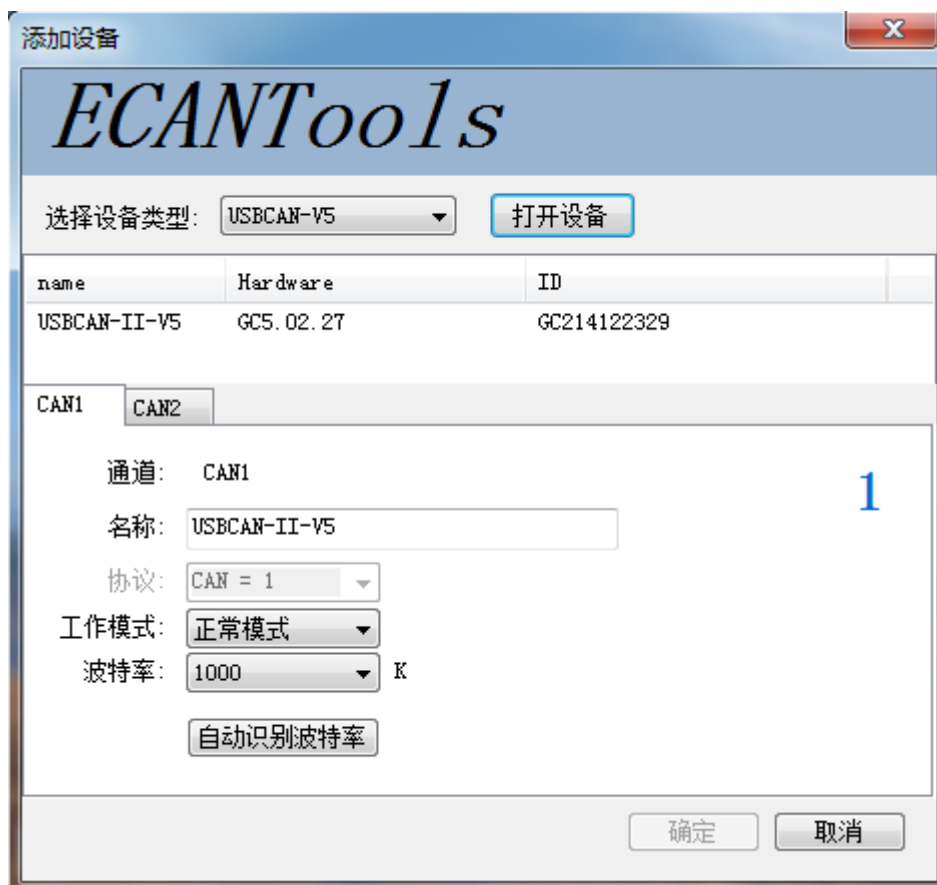 添加设备
ECANTools
选择设备类型: USBCAN-V5 打开设备
name Hardware ID
USBCAN-II-V5 GC5.02.27 GC214122329
CAN1 CAN2
通道: CAN1
1
名称: USBCAN-II-V5
协议: CAN = 1
工作模式: 正常模式
波特率: 1000 K
自动识别波特率
确定 取消